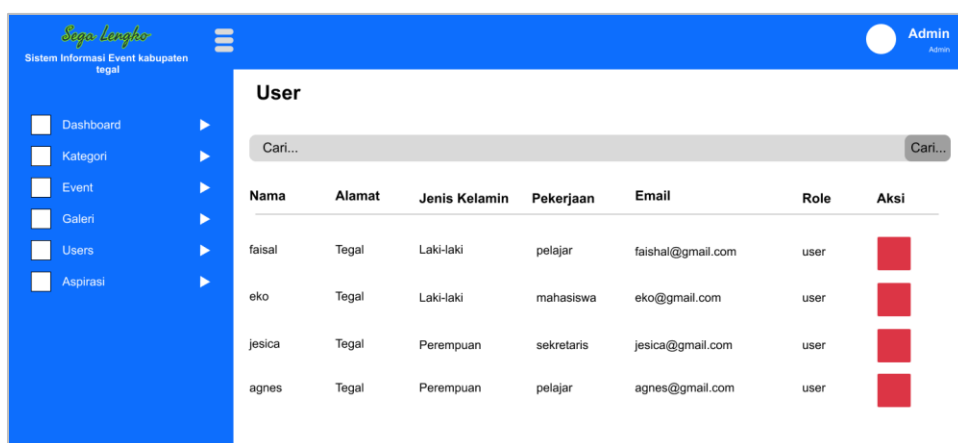 Sega Lengko
Sistem Informasi Event kabupaten
tegal
Admin
Admin
Dashboard
Kategori
Event
Galeri
Users
Aspirasi
User
Cari... Cari...
Nama Alamat Jenis Kelamin Pekerjaan Email Role Aksi
faisal Tegal Laki-laki pelajar faishal@gmail.com user
eko Tegal Laki-laki mahasiswa eko@gmail.com user
jesica Tegal Perempuan sekretaris jesica@gmail.com user
agnes Tegal Perempuan pelajar agnes@gmail.com user